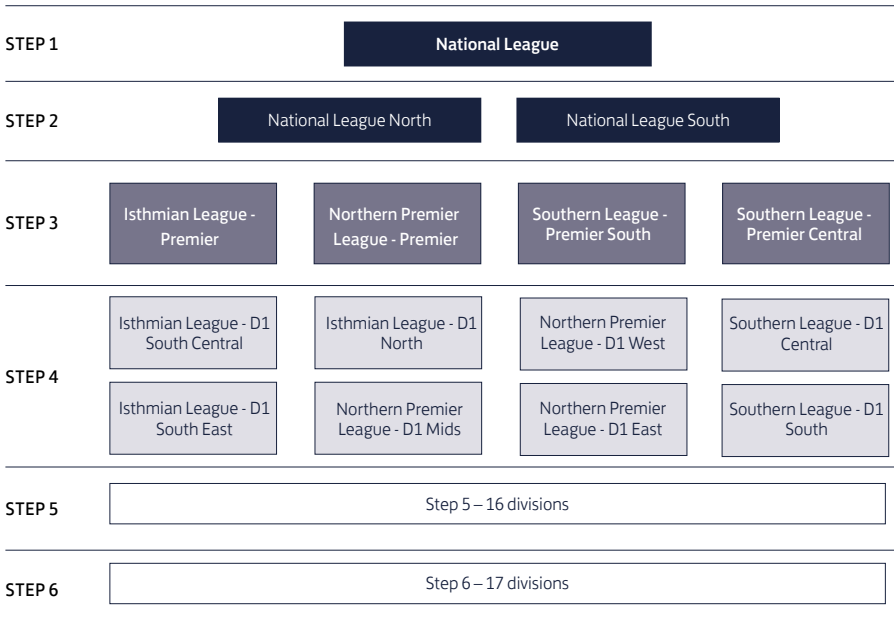 STEP 1
National League
STEP 2
National League North
National League South
STEP 3
Isthmian League -
Premier
Northern Premier
League - Premier
Southern League -
Premier South
Southern League -
Premier Central
STEP 4
Isthmian League - D1
South Central
Isthmian League - D1
North
Northern Premier
League - D1 West
Southern League - D1
Central
Isthmian League - D1
South East
Northern Premier
League - D1 Mids
Northern Premier
League - D1 East
Southern League - D1
South
STEP 5
Step 5 – 16 divisions
STEP 6
Step 6 – 17 divisions